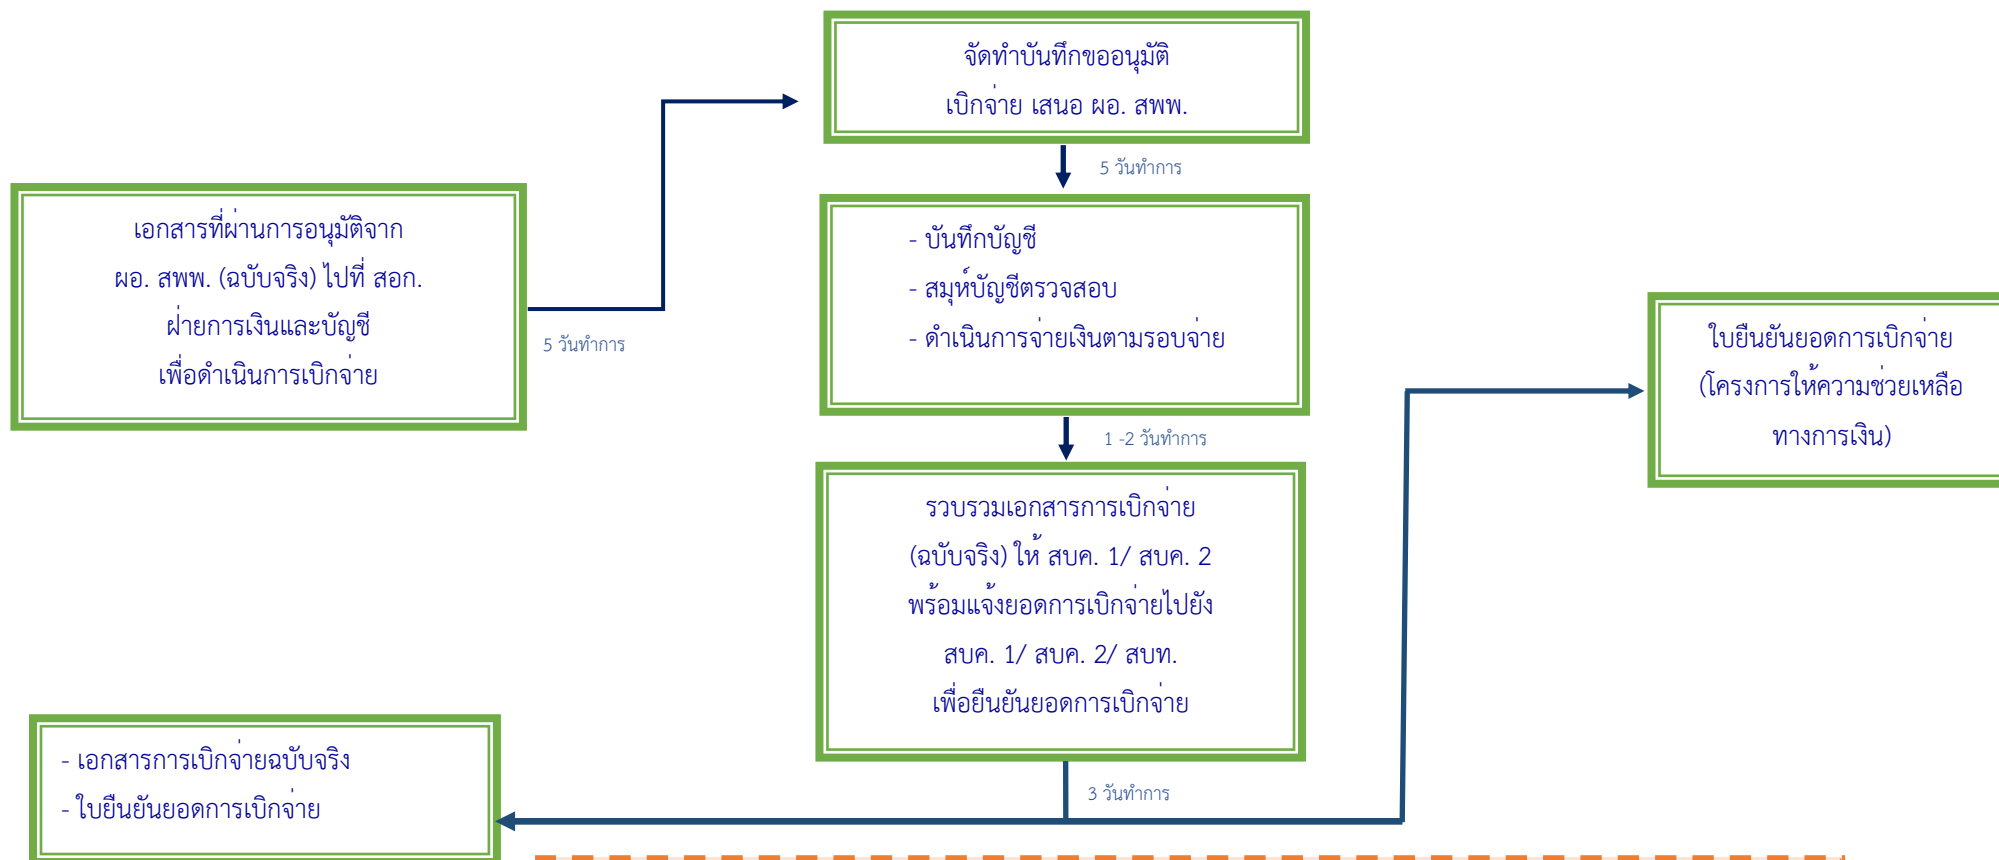 จัดทำบันทึกขออนุมัติ
เบิกจ่าย เสนอ ผอ. สพพ.
5 วันทำการ
เอกสารที่ผ่านการอนุมัติจาก
ผอ. สพพ. (ฉบับจริง) ไปที่ สอก.
ฝ่ายการเงินและบัญชี
เพื่อดำเนินการเบิกจ่าย
5 วันทำการ
- บันทึกบัญชี
- สมุห์บัญชีตรวจสอบ
- ดำเนินการจ่ายเงินตามรอบจ่าย
1 -2 วันทำการ
ใบยืนยันยอดการเบิกจ่าย
(โครงการให้ความช่วยเหลือ
ทางการเงิน)
รวบรวมเอกสารการเบิกจ่าย
(ฉบับจริง) ให้ สบค. 1/ สบค. 2
พร้อมแจ้งยอดการเบิกจ่ายไปยัง
สบค. 1/ สบค. 2/ สบท.
เพื่อยืนยันยอดการเบิกจ่าย
3 วันทำการ
- เอกสารการเบิกจ่ายฉบับจริง
- ใบยืนยันยอดการเบิกจ่าย